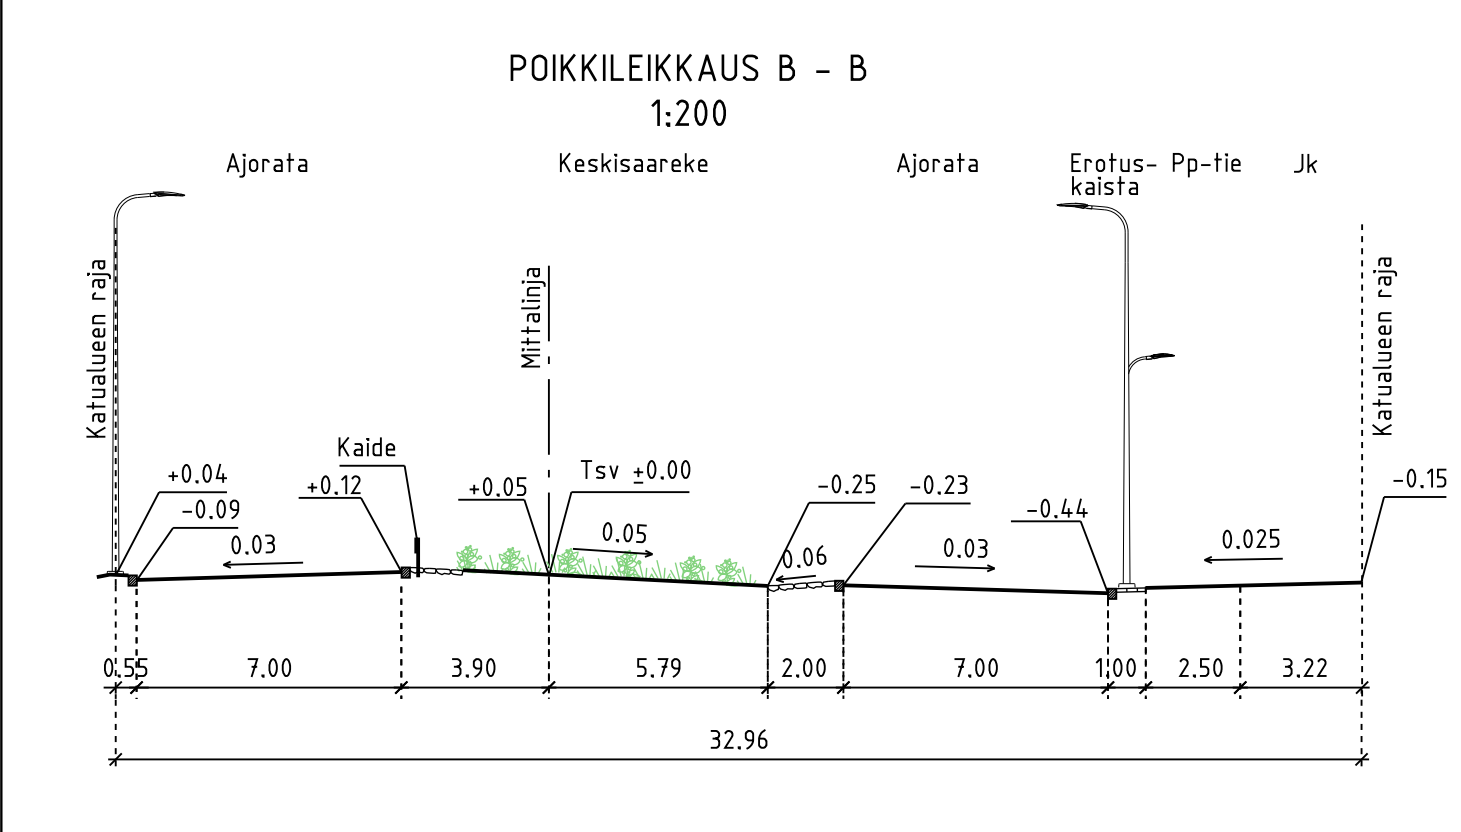 POIKKILEIKKAUS B - B
1:200
Ajorata
Keskisaareke
Ajorata
Erotus-
kaista
Pp-tie
Jk
Katualueen raja
Mittalinja
Katualueen raja
Kaide
+0.04
-0.09
+0.12
+0.05
Tsv ±0.00
-0.25
-0.23
-0.44
-0.15
0.03
0.05
0.06
0.03
0.025
0.55
7.00
3.90
5.79
2.00
7.00
1.00
2.50
3.22
32.96